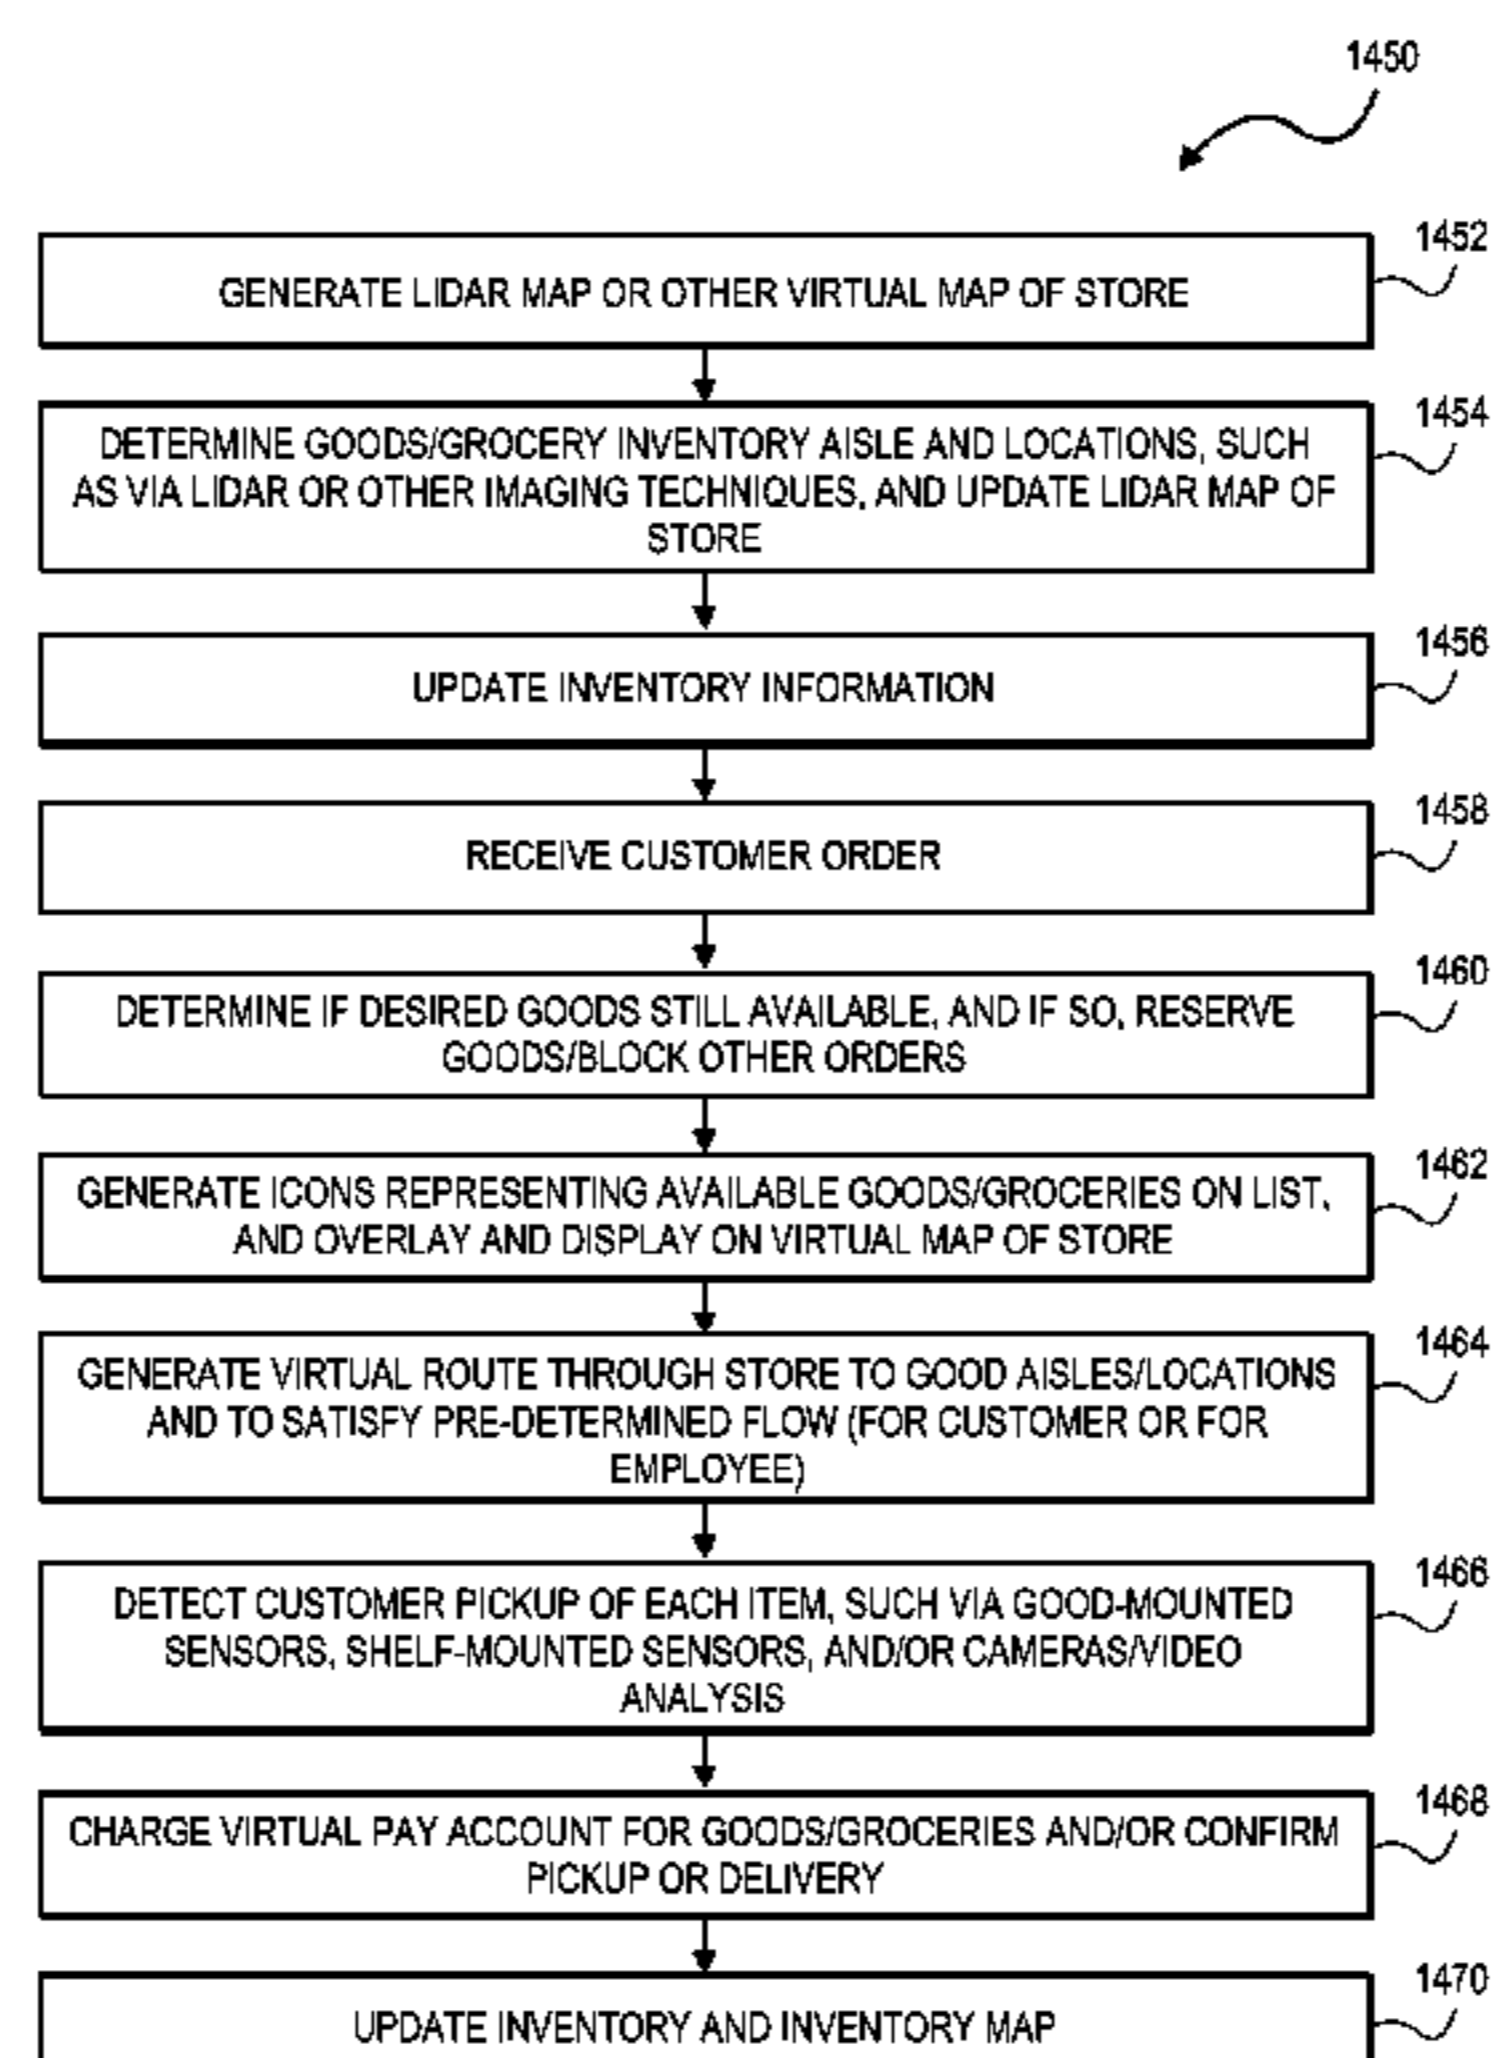 1450
1452
GENERATE LIDAR MAP OR OTHER VIRTUAL MAP OF STORE
1454
DETERMINE GOODS/GROCERY INVENTORY AISLE AND LOCATIONS, SUCH
AS VIA LIDAR OR OTHER IMAGING TECHNIQUES, AND UPDATE LIDAR MAP OF
STORE
1456
UPDATE INVENTORY INFORMATION
1458
RECEIVE CUSTOMER ORDER
1460
DETERMINE IF DESIRED GOODS STILL AVAILABLE, AND IF SO, RESERVE
GOODS/BLOCK OTHER ORDERS
1462
GENERATE ICONS REPRESENTING AVAILABLE GOODS/GROCERIES ON LIST,
AND OVERLAY AND DISPLAY ON VIRTUAL MAP OF STORE
1464
GENERATE VIRTUAL ROUTE THROUGH STORE TO GOOD AISLES/LOCATIONS
AND TO SATISFY PRE-DETERMINED FLOW (FOR CUSTOMER OR FOR
EMPLOYEE)
1466
DETECT CUSTOMER PICKUP OF EACH ITEM, SUCH VIA GOOD-MOUNTED
SENSORS, SHELF-MOUNTED SENSORS, AND/OR CAMERAS/VIDEO
ANALYSIS
1468
CHARGE VIRTUAL PAY ACCOUNT FOR GOODS/GROCERIES AND/OR CONFIRM
PICKUP OR DELIVERY
1470
UPDATE INVENTORY AND INVENTORY MAP